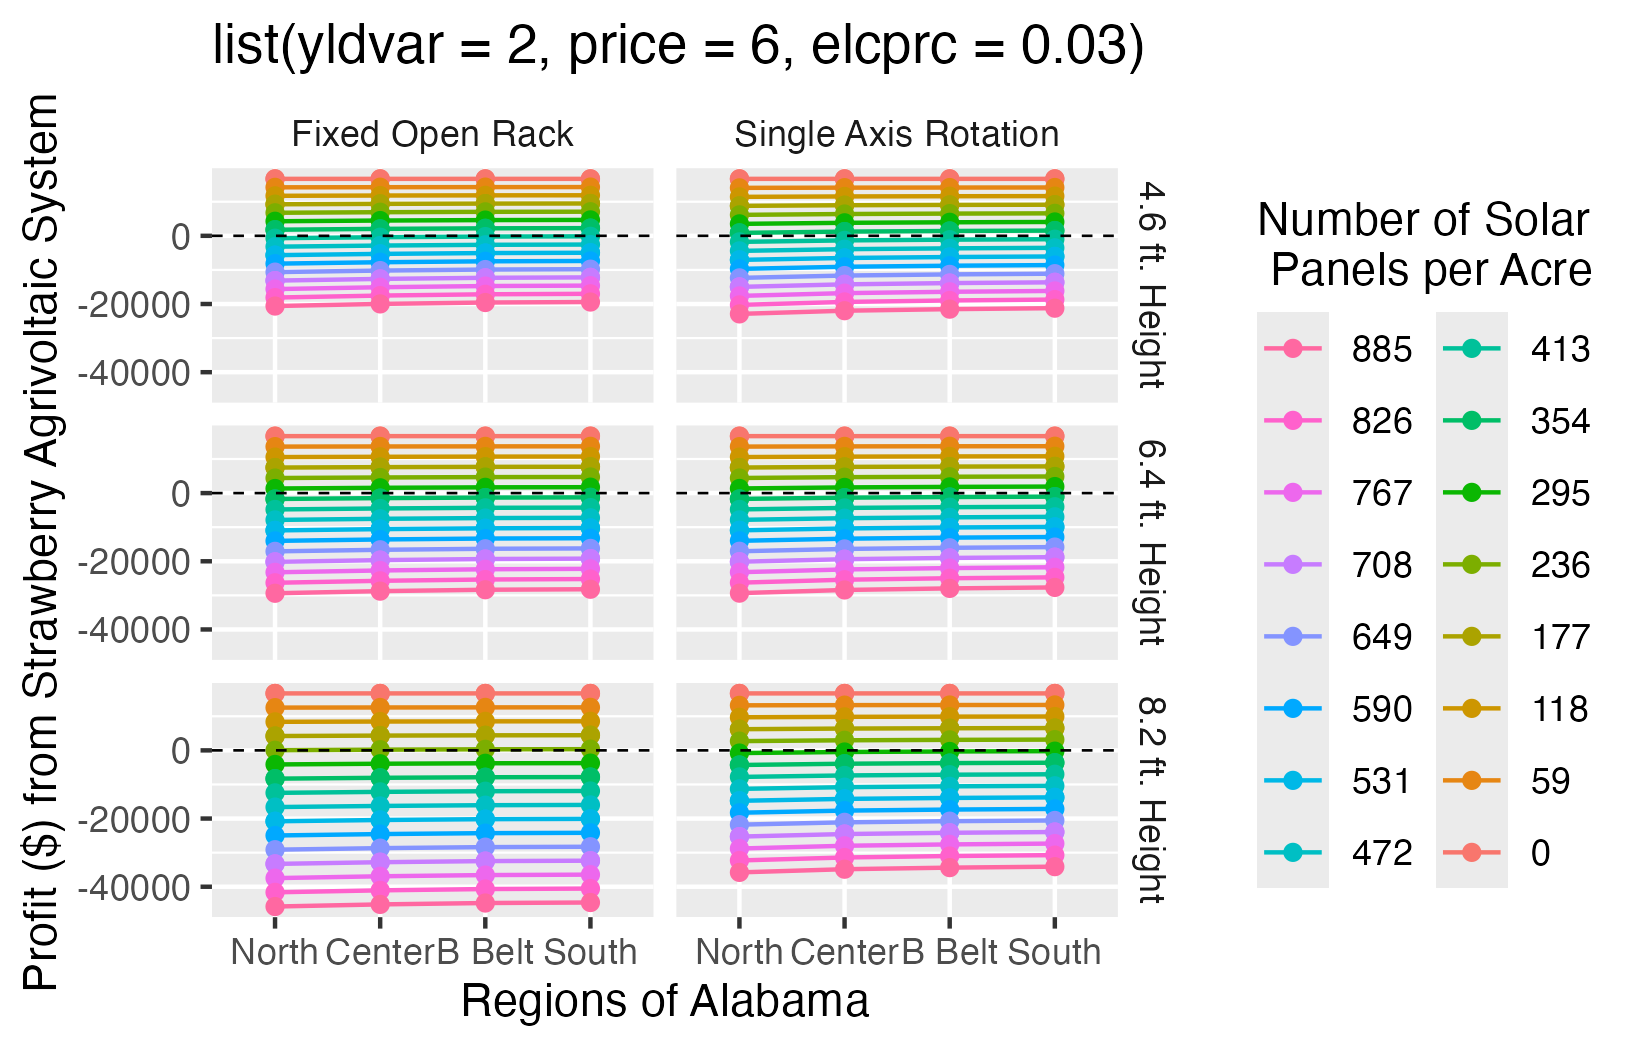 list(yldvar = 2, price = 6, elcprc = 0.03)
Profit ($) from Strawberry Agrivoltaic System
Fixed Open Rack
Single Axis Rotation
0
-20000
-40000
4.6 ft. Height
0
-20000
-40000
6.4 ft. Height
0
-20000
-40000
8.2 ft. Height
North Center B Belt South
North Center B Belt South
Regions of Alabama
Number of Solar
Panels per Acre
885
826
767
708
649
590
531
472
413
354
295
236
177
118
59
0